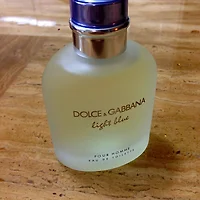 DOLCE & GABBANA
light blue
POUR HOMME
EAU DE TOILETTE